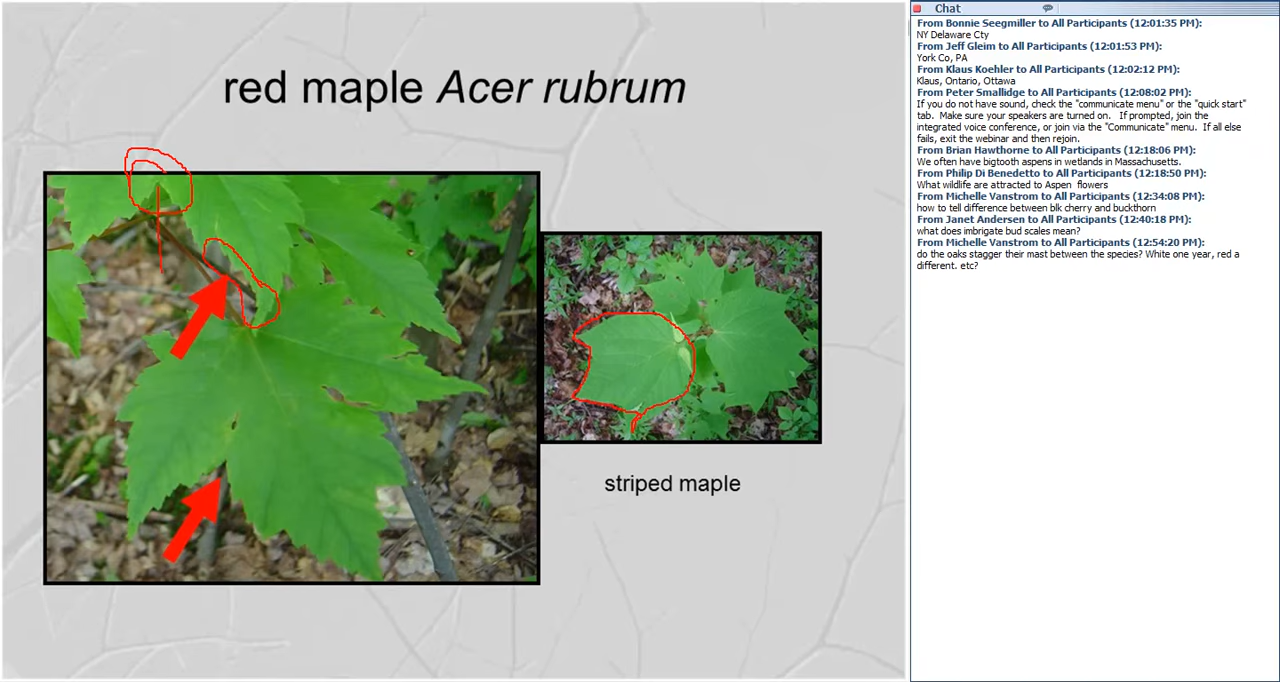 red maple Acer rubrum
striped maple
Chat
From Bonnie Seegmiller to All Participants (12:01:35 PM):
NY Delaware Cty
From Jeff Gleim to All Participants (12:01:53 PM):
York Co, PA
From Klaus Koehler to All Participants (12:02:12 PM):
Klaus, Ontario, Ottawa
From Peter Smallidge to All Participants (12:08:02 PM):
If you do not have sound, check the "communicate menu" or the "quick start"
tab.  Make sure your speakers are turned on.   If prompted, join the
integrated voice conference, or join via the "Communicate" menu.  If all else
fails, exit the webinar and then rejoin.
From Brian Hawthorne to All Participants (12:18:06 PM):
We often have bigtooth aspens in wetlands in Massachusetts.
From Philip Di Benedetto to All Participants (12:18:50 PM):
What wildlife are attracted to Aspen  flowers
From Michelle Vanstrom to All Participants (12:34:08 PM):
how to tell difference between blk cherry and buckthorn
From Janet Andersen to All Participants (12:40:18 PM):
what does imbrigate bud scales mean?
From Michelle Vanstrom to All Participants (12:54:20 PM):
do the oaks stagger their mast between the species? White one year, red a
different. etc?